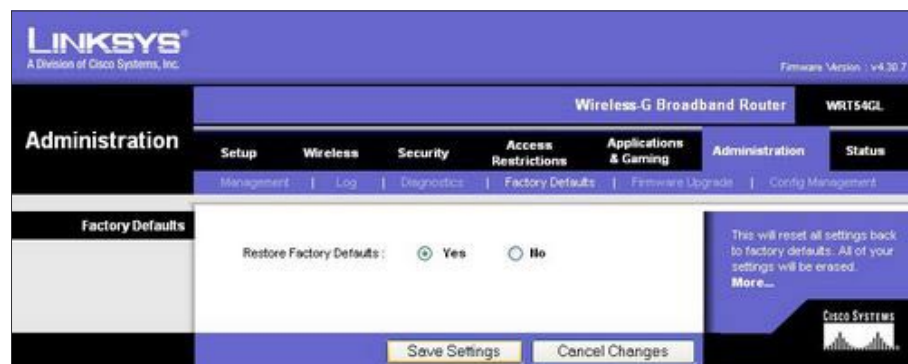 LINKSYS®
A Division of Cisco Systems, Inc.
Firmware Version : v4.30.7
Wireless-G Broadband Router WRT54GL
Administration
Setup Wireless Security Access Restrictions Applications & Gaming Administration Status
Management | Log | Diagnostics | Factory Defaults | Firmware Upgrade | Config Management
Factory Defaults
Restore Factory Defaults : Yes No
This will reset all settings back
to factory defaults. All of your
settings will be erased.
More...
CISCO SYSTEMS
Save Settings Cancel Changes